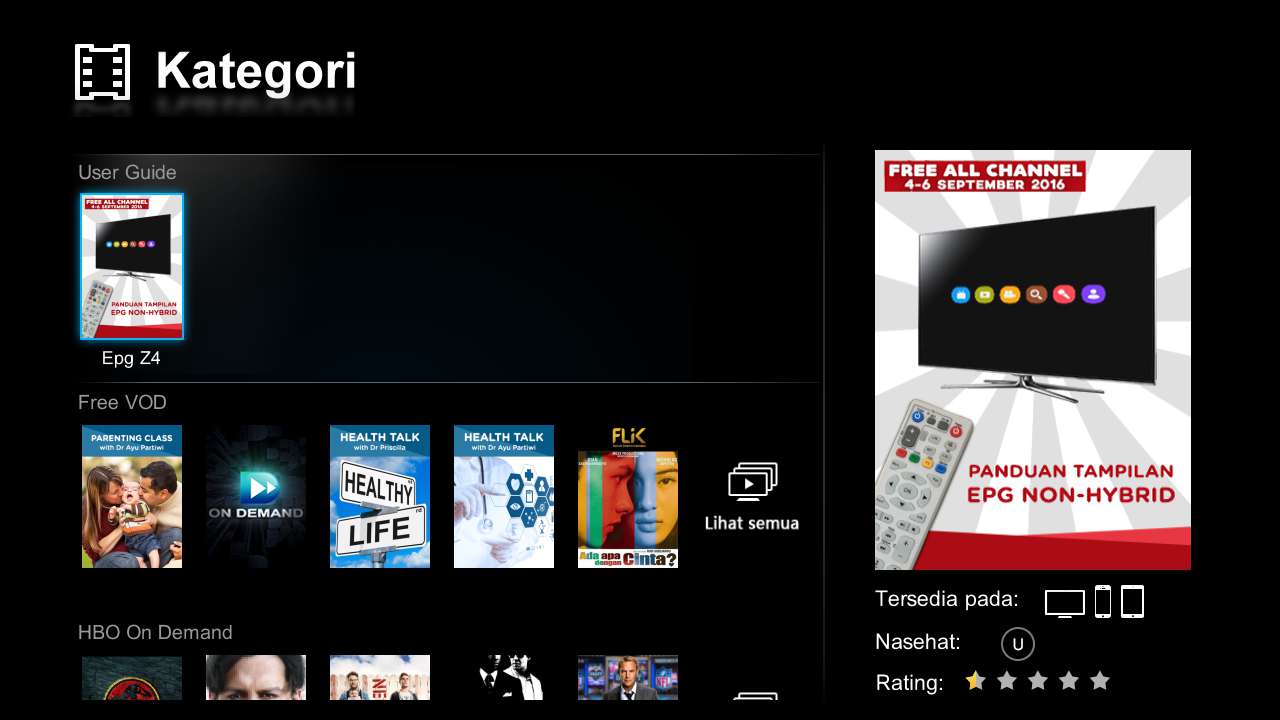 Kategori
User Guide
FREE ALL CHANNEL
4-6 SEPTEMBER 2016
PANDUAN TAMPILAN
EPG NON-HYBRID
Epg Z4
Free VOD
PARENTING CLASS
with Dr Ayu Partiwi
ON DEMAND
HEALTH TALK
with Dr Priscilla
HEALTHY
LIFE
HEALTH TALK
with Dr Ayu Partiwi
FLiK
Ada apa
dengan Cinta?
Lihat semua
HBO On Demand
NFL
FREE ALL CHANNEL
4-6 SEPTEMBER 2016
PANDUAN TAMPILAN
EPG NON-HYBRID
OK
Tersedia pada:
Nasehat: U
Rating: